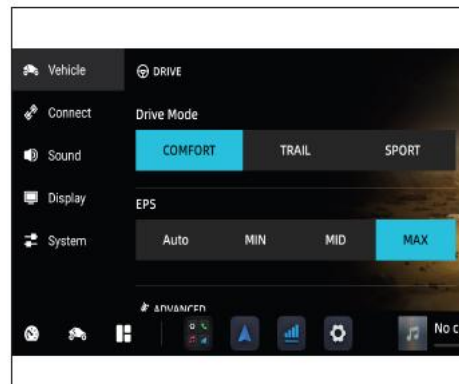 Vehicle
DRIVE
Connect
Drive Mode
COMFORT TRAIL SPORT
Sound
Display
EPS
System
Auto MIN MID MAX
ADVANCED
No c